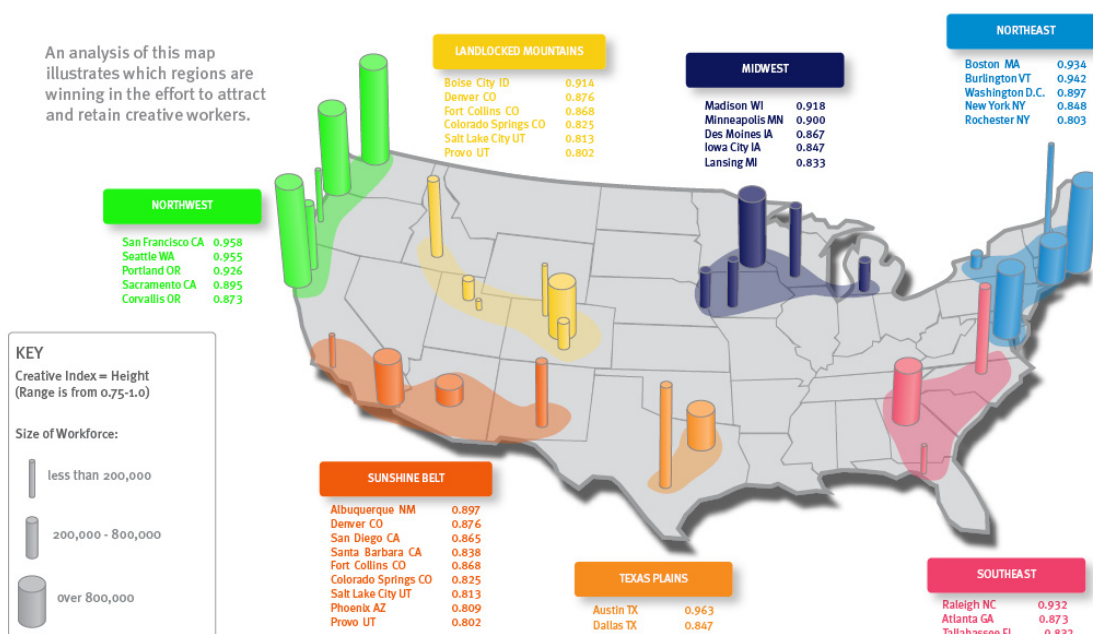 An analysis of this map
illustrates which regions are
winning in the effort to attract
and retain creative workers.
LANDLOCKED MOUNTAINS
Boise City ID 0.914
Denver CO 0.876
Fort Collins CO 0.868
Colorado Springs CO 0.825
Salt Lake City UT 0.813
Provo UT 0.802
MIDWEST
Madison WI 0.918
Minneapolis MN 0.900
Des Moines IA 0.867
Iowa City IA 0.847
Lansing MI 0.833
NORTHEAST
Boston MA 0.934
Burlington VT 0.942
Washington D.C. 0.897
New York NY 0.848
Rochester NY 0.803
NORTHWEST
San Francisco CA 0.958
Seattle WA 0.955
Portland OR 0.926
Sacramento CA 0.895
Corvallis OR 0.873
KEY
Creative Index = Height
(Range is from 0.75-1.0)
Size of Workforce:
less than 200,000
200,000 - 800,000
over 800,000
SUNSHINE BELT
Albuquerque NM 0.897
Denver CO 0.876
San Diego CA 0.865
Santa Barbara CA 0.838
Fort Collins CO 0.868
Colorado Springs CO 0.825
Salt Lake City UT 0.813
Phoenix AZ 0.809
Provo UT 0.802
TEXAS PLAINS
Austin TX 0.963
Dallas TX 0.847
SOUTHEAST
Raleigh NC 0.932
Atlanta GA 0.873
Tallahassee FL 0.832